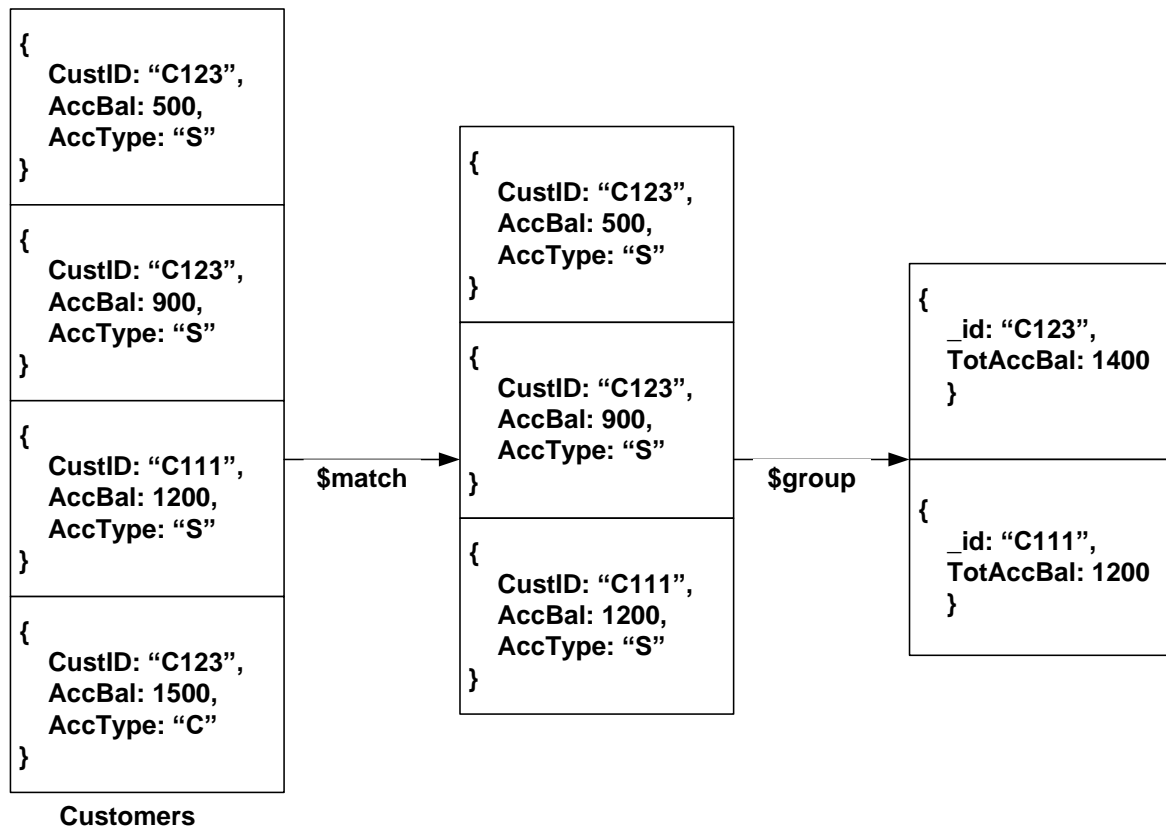 {
CustID: “C123”,
AccBal: 500,
AccType: “S”
}
{
CustID: “C123”,
AccBal: 900,
AccType: “S”
}
{
CustID: “C111”,
AccBal: 1200,
AccType: “S”
}
{
CustID: “C123”,
AccBal: 1500,
AccType: “C”
}
Customers
$match
{
CustID: “C123”,
AccBal: 500,
AccType: “S”
}
{
CustID: “C123”,
AccBal: 900,
AccType: “S”
}
{
CustID: “C111”,
AccBal: 1200,
AccType: “S”
}
$group
{
_id: “C123”,
TotAccBal: 1400
}
{
_id: “C111”,
TotAccBal: 1200
}